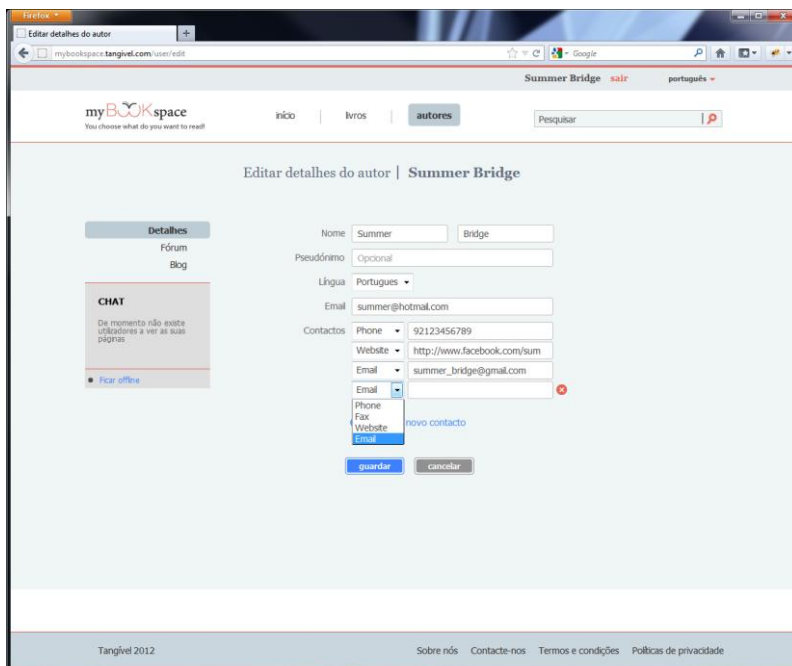 Firefox
Editar detalhes do autor
mybookspace.tangivel.com/user/edit
Google
Summer Bridge sair português
myBOOKspace
You choose what do you want to read!
início | livros | autores
Pesquisar
Editar detalhes do autor | Summer Bridge
Detalhes
Fórum
Blog
CHAT
De momento não existe
utilizadores a ver as suas
páginas
Ficar offline
Nome Summer Bridge
Pseudónimo Opcional
Língua Portugues
Email summer@hotmail.com
Contactos Phone 92123456789
Website http://www.facebook.com/sum
Email summer_bridge@gmail.com
Email
Phone
Fax
Website
Email
novo contacto
guardar cancelar
Tangível 2012
Sobre nós Contacte-nos Termos e condições Políticas de privacidade